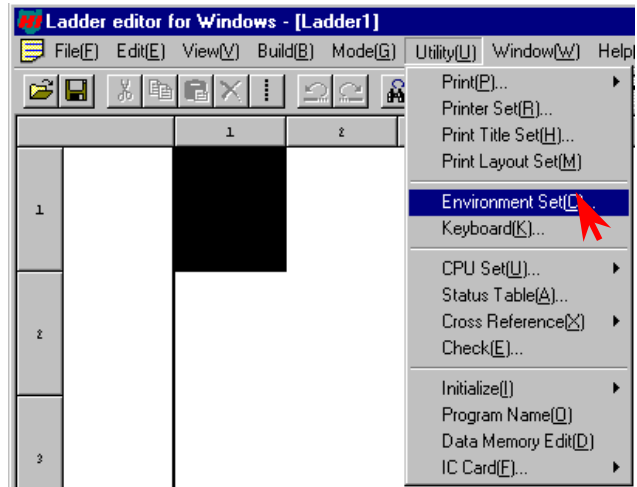 Ladder editor for Windows - [Ladder1]
File(F) Edit(E) View(V) Build(B) Mode(G) Utility(U) Window(W) Help(
1 2
1
2
3
Print(P)...
Printer Set(R)...
Print Title Set(H)...
Print Layout Set(M)
Environment Set(O)...
Keyboard(K)...
CPU Set(U)...
Status Table(A)...
Cross Reference(X)
Check(E)...
Initialize(I)
Program Name(O)
Data Memory Edit(D)
IC Card(F)...